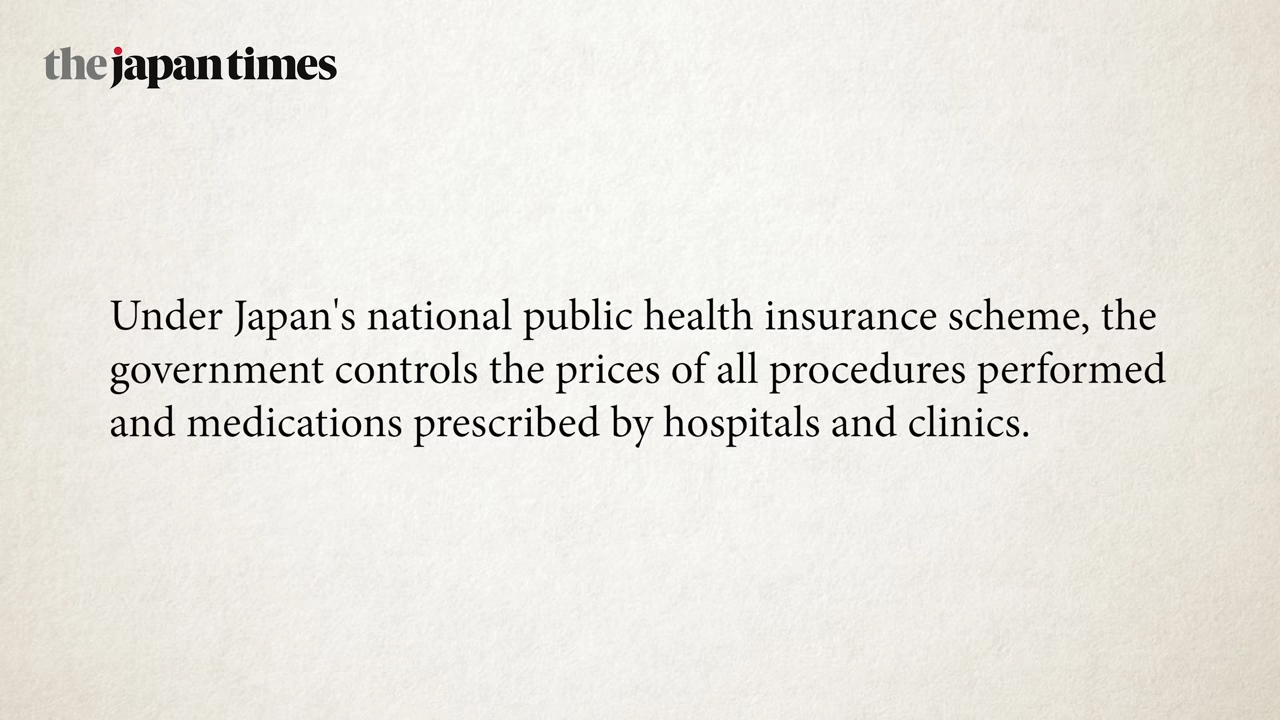 the japan times
Under Japan's national public health insurance scheme, the
government controls the prices of all procedures performed
and medications prescribed by hospitals and clinics.